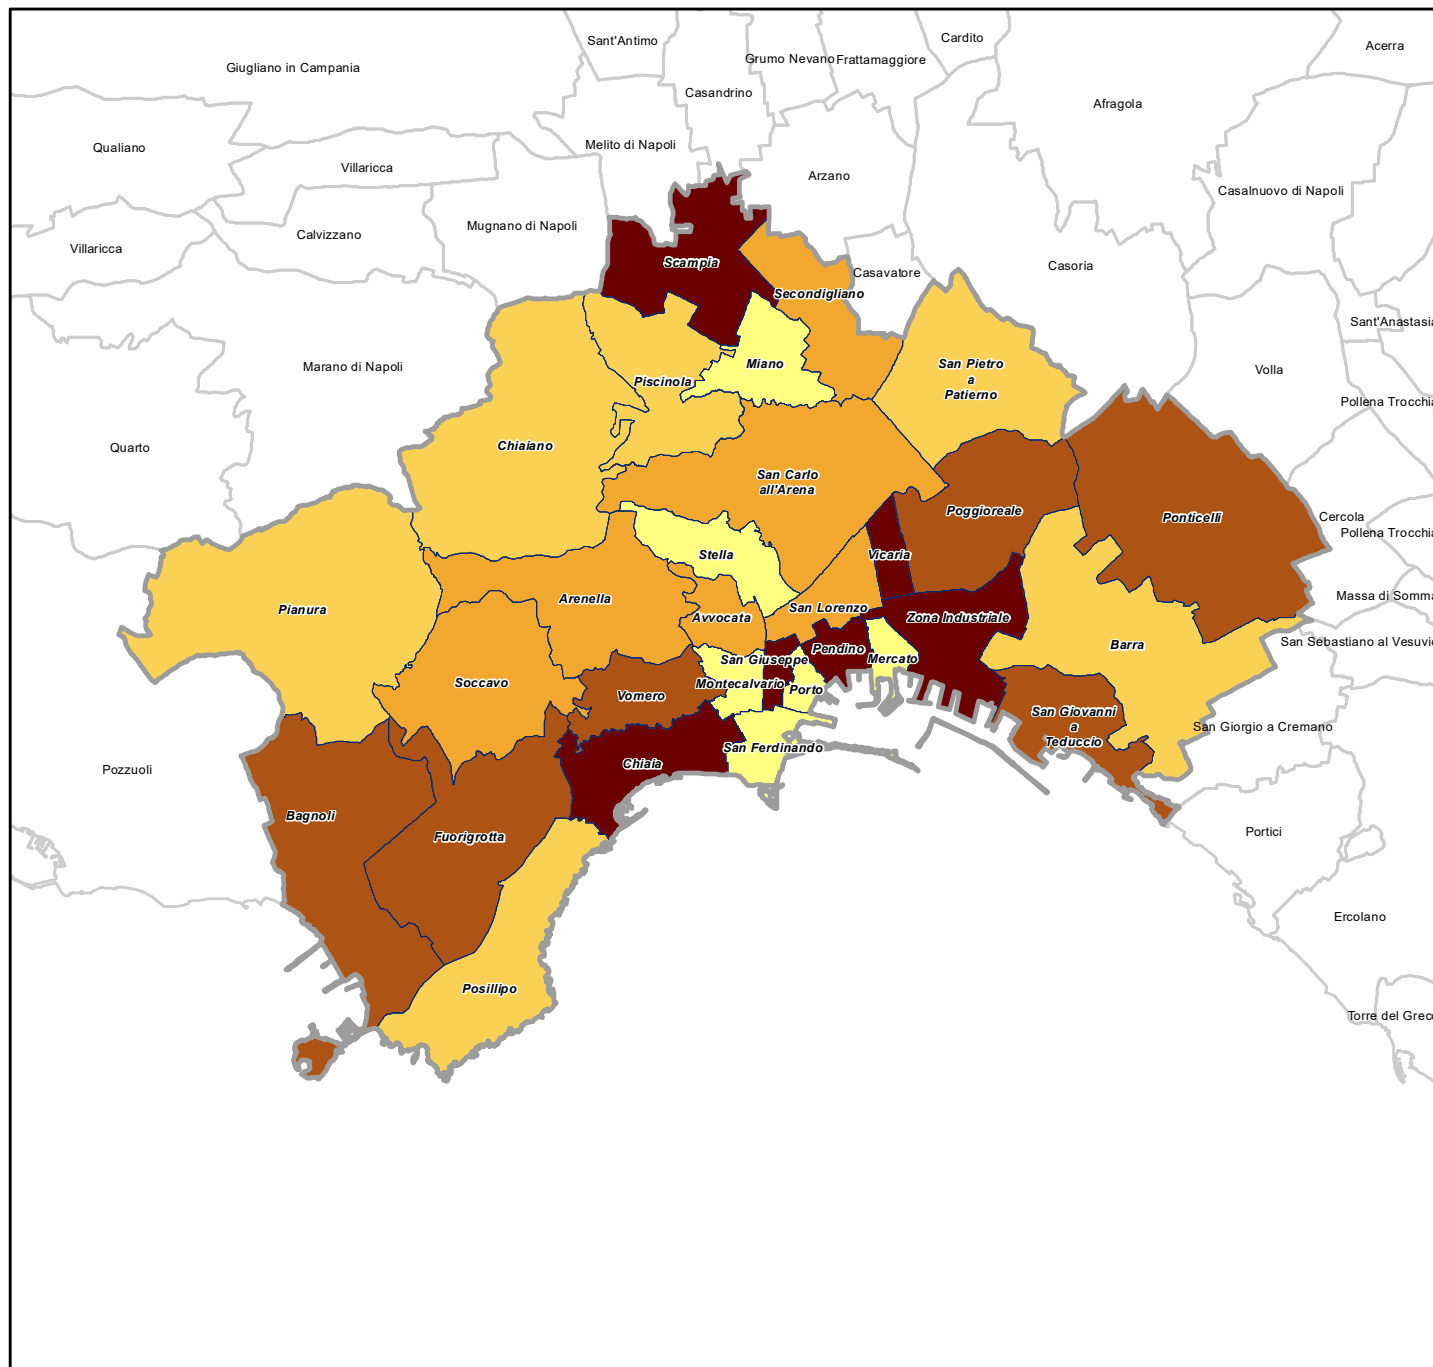 Sant'Antimo
Cardito
Acerra
Giugliano in Campania
Grumo Nevano
Frattamaggiore
Casandrino
Afragola
Qualiano
Melito di Napoli
Villaricca
Arzano
Casalnuovo di Napoli
Mugnano di Napoli
Calvizzano
Villaricca
Scampia
Casavatore
Casoria
Secondigliano
Sant'Anastasia
Marano di Napoli
Miano
San Pietro
a
Patierno
Volla
Piscinola
Pollena Trocchia
Quarto
Chiaiano
San Carlo
all'Arena
Poggioreale
Ponticelli
Cercola
Pollena Trocchia
Stella
Vicaria
Massa di Somma
Pianura
Arenella
Avvocata
San Lorenzo
Zona Industriale
San Sebastiano al Vesuvio
Barra
Pendino
Mercato
San Giuseppe
Soccavo
Vomero
Montecalvario
Porto
San Giovanni
a
Teduccio
San Giorgio a Cremano
San Ferdinando
Chiaia
Pozzuoli
Bagnoli
Fuorigrotta
Portici
Ercolano
Posillipo
Torre del Greco